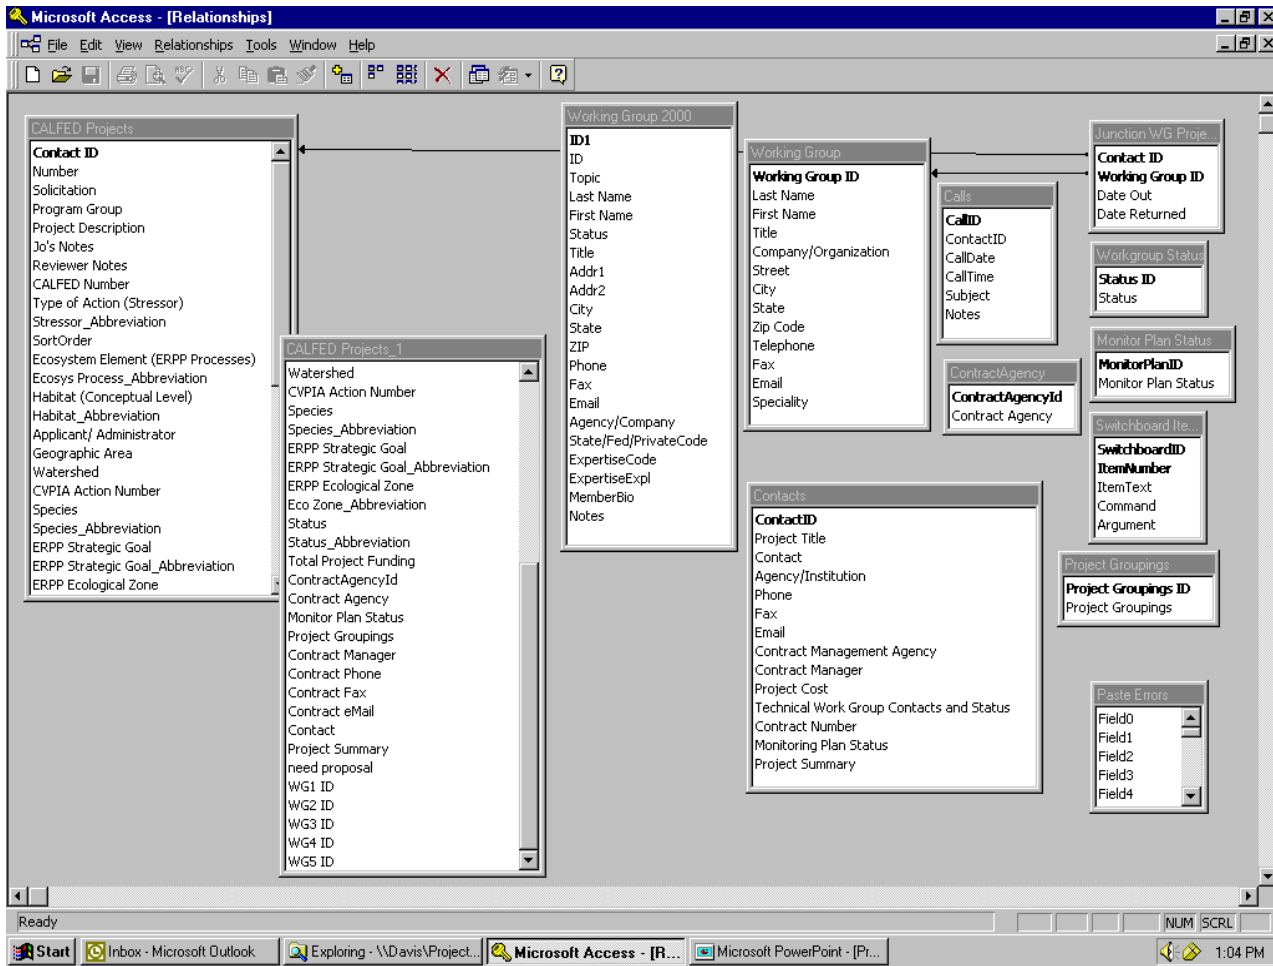 Microsoft Access - [Relationships]
File Edit View Relationships Tools Window Help
CALFED Projects
Contact ID
Number
Solicitation
Program Group
Project Description
Jo's Notes
Reviewer Notes
CALFED Number
Type of Action (Stressor)
Stressor_Abbreviation
SortOrder
Ecosystem Element (ERPP Processes)
Ecosys Process_Abbreviation
Habitat (Conceptual Level)
Habitat_Abbreviation
Applicant/ Administrator
Geographic Area
Watershed
CVPIA Action Number
Species
Species_Abbreviation
ERPP Strategic Goal
ERPP Strategic Goal_Abbreviation
ERPP Ecological Zone
CALFED Projects_1
Watershed
CVPIA Action Number
Species
Species_Abbreviation
ERPP Strategic Goal
ERPP Strategic Goal_Abbreviation
ERPP Ecological Zone
Eco Zone_Abbreviation
Status
Status_Abbreviation
Total Project Funding
ContractAgencyId
Contract Agency
Monitor Plan Status
Project Groupings
Contract Manager
Contract Phone
Contract Fax
Contract eMail
Contact
Project Summary
need proposal
WG1 ID
WG2 ID
WG3 ID
WG4 ID
WG5 ID
Working Group 2000
ID1
ID
Topic
Last Name
First Name
Status
Title
Addr1
Addr2
City
State
ZIP
Phone
Fax
Email
Agency/Company
State/Fed/PrivateCode
ExpertiseCode
ExpertiseExpl
MemberBio
Notes
Working Group
Working Group ID
Last Name
First Name
Title
Company/Organization
Street
City
State
Zip Code
Telephone
Fax
Email
Speciality
Calls
CallID
ContactID
CallDate
CallTime
Subject
Notes
ContractAgency
ContractAgencyId
Contract Agency
Contacts
ContactID
Project Title
Contact
Agency/Institution
Phone
Fax
Email
Contract Management Agency
Contract Manager
Project Cost
Technical Work Group Contacts and Status
Contract Number
Monitoring Plan Status
Project Summary
Junction WG Proje...
Contact ID
Working Group ID
Date Out
Date Returned
Workgroup Status
Status ID
Status
Monitor Plan Status
MonitorPlanID
Monitor Plan Status
Switchboard Ite...
SwitchboardID
ItemNumber
ItemText
Command
Argument
Project Groupings
Project Groupings ID
Project Groupings
Paste Errors
Field0
Field1
Field2
Field3
Field4
Ready
NUM SCRL
Start Inbox - Microsoft Outlook Exploring - \\Davis\Project... Microsoft Access - [R... Microsoft PowerPoint - [Pr... 1:04 PM